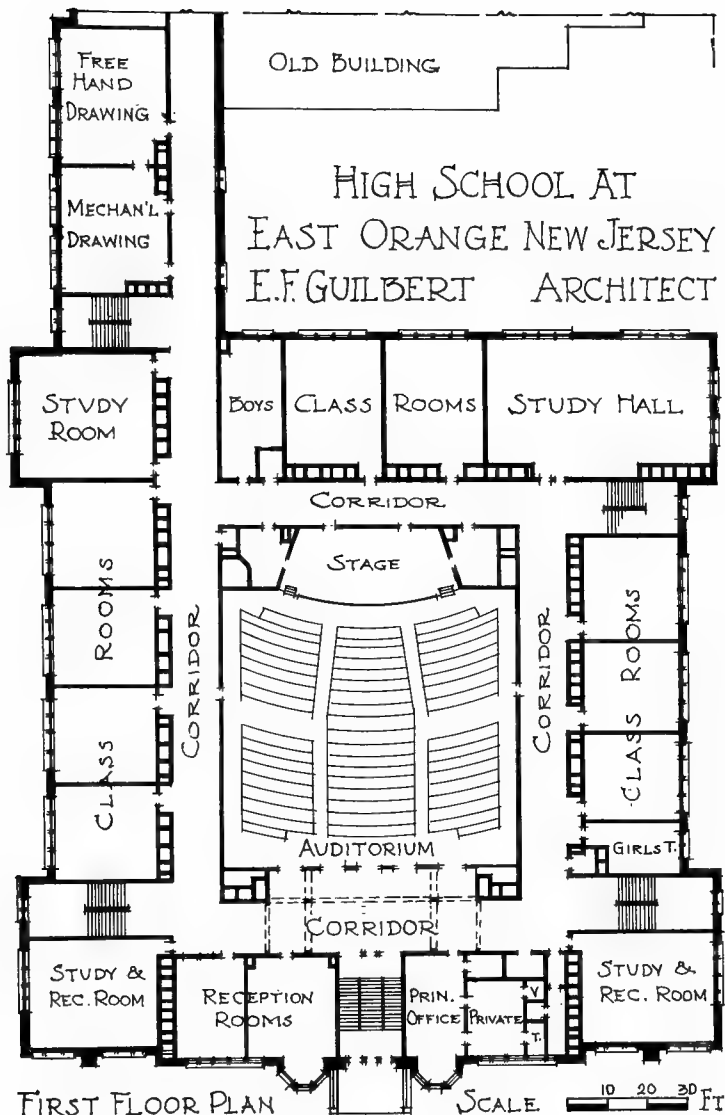 FREE
HAND
DRAWING
OLD BUILDING
MECHAN'L
DRAWING
HIGH SCHOOL AT
EAST ORANGE NEW JERSEY
E.F. GUILBERT ARCHITECT
STVDY
ROOM
BOYS
CLASS
ROOMS
STUDY HALL
CORRIDOR
STAGE
CLASS ROOMS
CORRIDOR
CORRIDOR
CLASS ROOMS
AUDITORIUM
GIRLS T.
CORRIDOR
STUDY &
REC. ROOM
RECEPTION
ROOMS
PRIN.
OFFICE
PRIVATE
V
T.
STUDY &
REC. ROOM
FIRST FLOOR PLAN
SCALE
10 20 30 FT